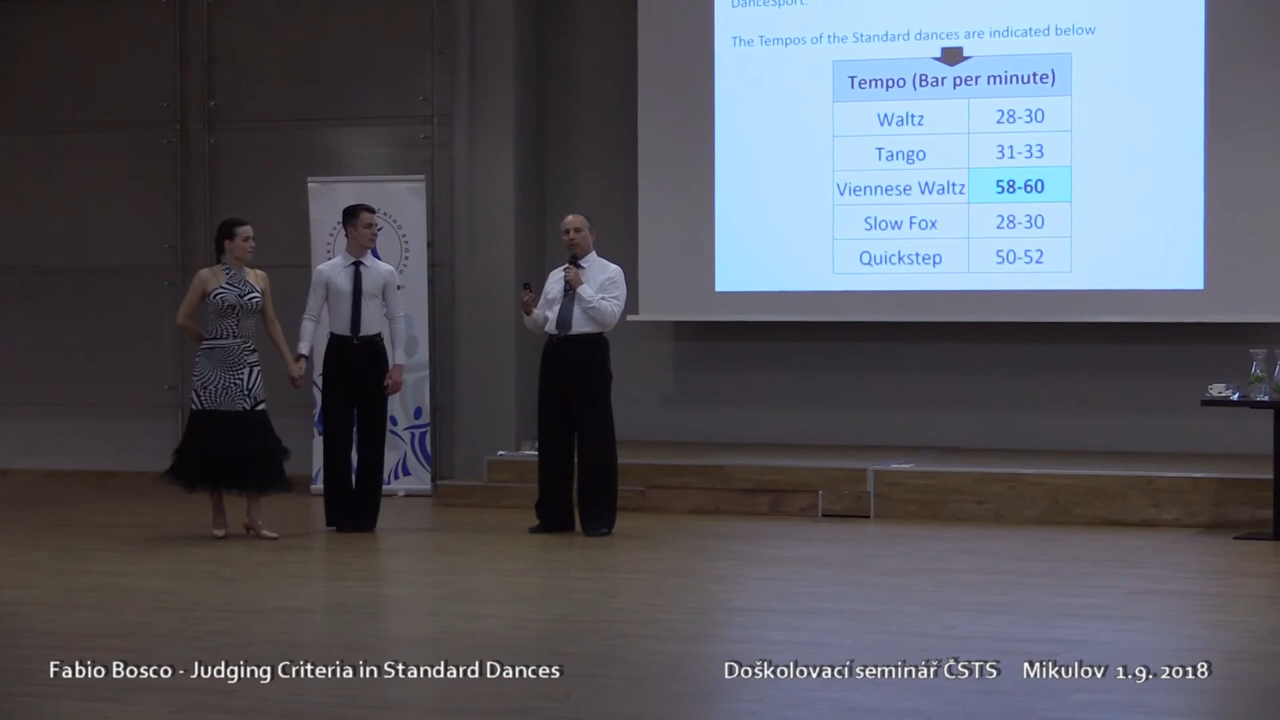 DanceSport.
The Tempos of the Standard dances are indicated below
Tempo (Bar per minute)
Waltz 28-30
Tango 31-33
Viennese Waltz 58-60
Slow Fox 28-30
Quickstep 50-52
Fabio Bosco - Judging Criteria in Standard Dances
Doškolovací seminář ČSTS Mikulov 1.9. 2018